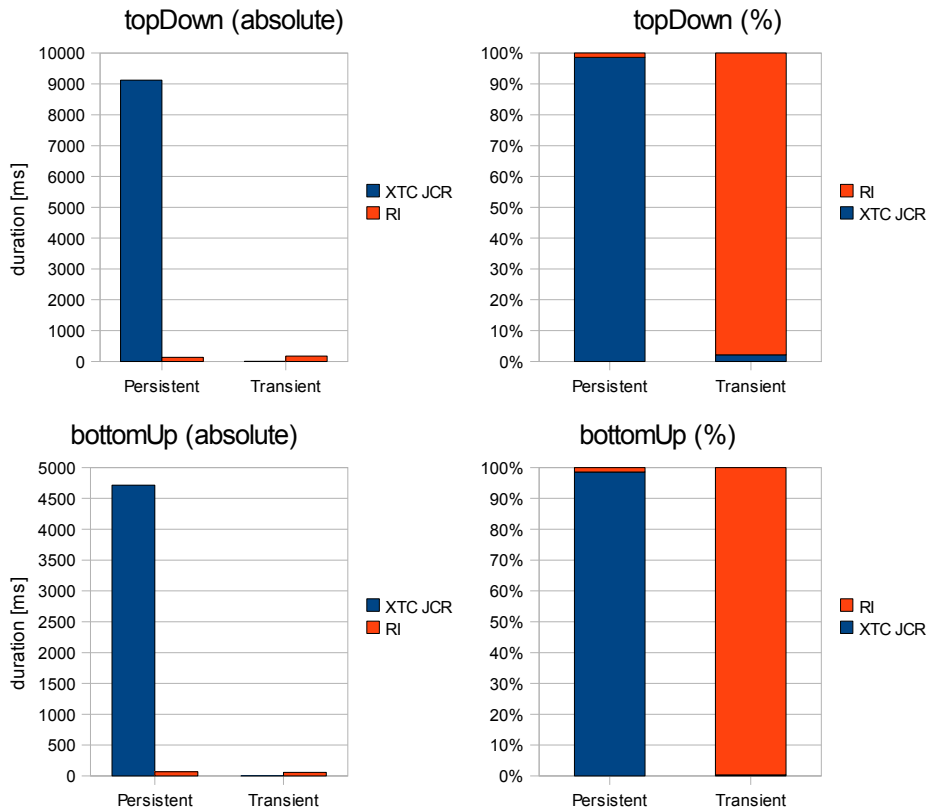 topDown (absolute)
10000
9000
8000
7000
6000
5000
4000
3000
2000
1000
0
duration [ms]
Persistent
Transient
XTC JCR
RI
topDown (%)
100%
90%
80%
70%
60%
50%
40%
30%
20%
10%
0%
Persistent
Transient
RI
XTC JCR
bottomUp (absolute)
5000
4500
4000
3500
3000
2500
2000
1500
1000
500
0
duration [ms]
Persistent
Transient
XTC JCR
RI
bottomUp (%)
100%
90%
80%
70%
60%
50%
40%
30%
20%
10%
0%
Persistent
Transient
RI
XTC JCR